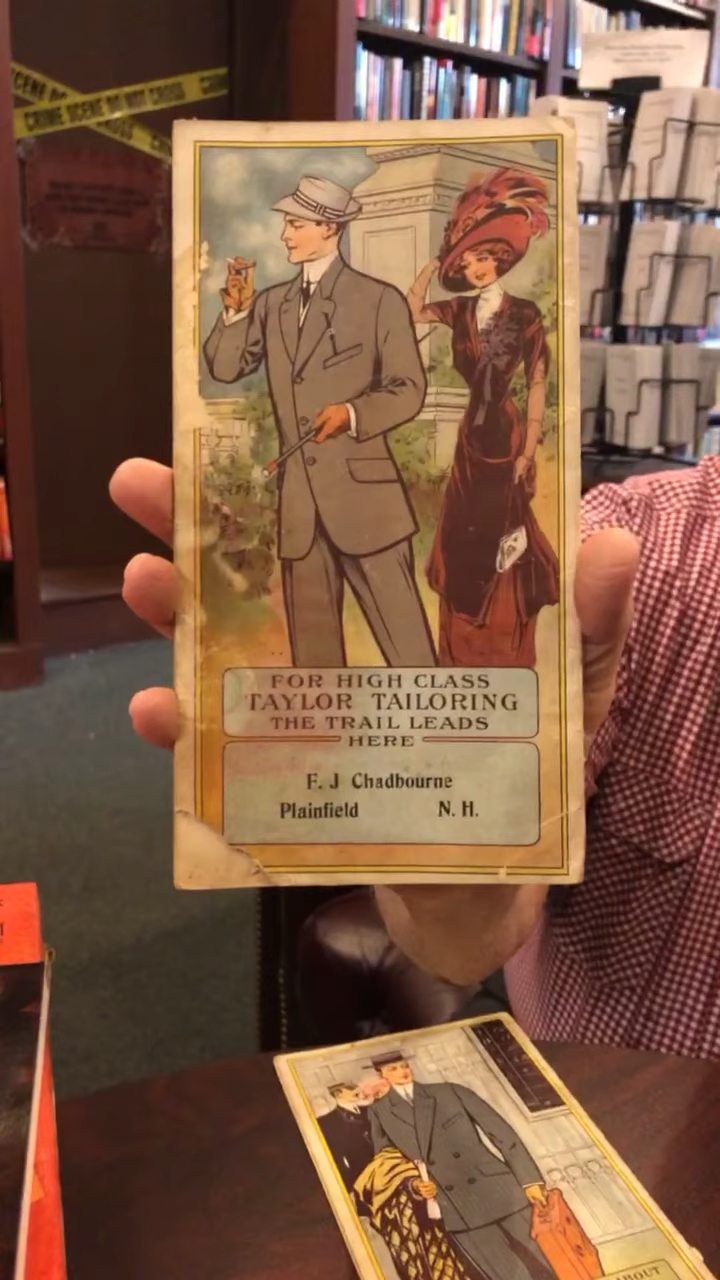 CRIME SCENE DO NOT CROSS
FOR HIGH CLASS
TAYLOR TAILORING
THE TRAIL LEADS
HERE
F. J Chadbourne
Plainfield N. H.